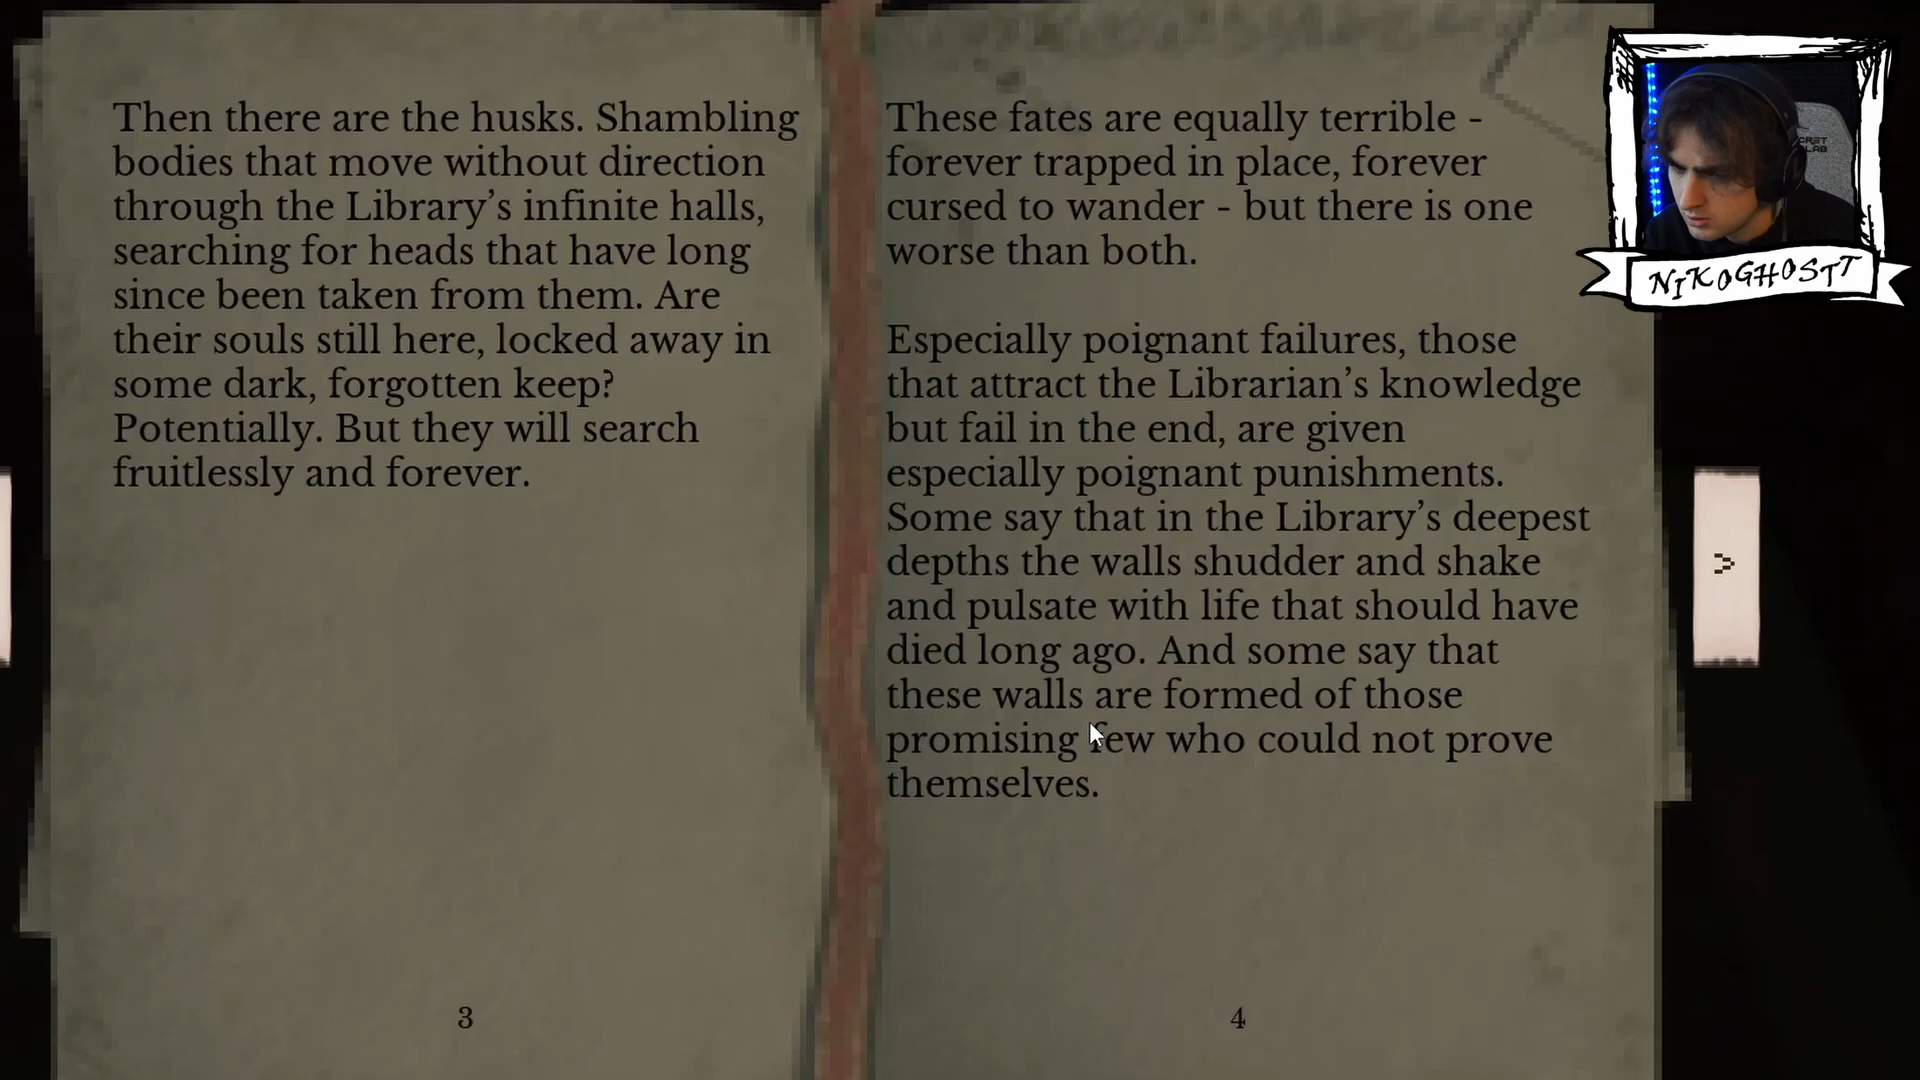 Then there are the husks. Shambling
bodies that move without direction
through the Library’s infinite halls,
searching for heads that have long
since been taken from them. Are
their souls still here, locked away in
some dark, forgotten keep?
Potentially. But they will search
fruitlessly and forever.
3
These fates are equally terrible -
forever trapped in place, forever
cursed to wander - but there is one
worse than both.
Especially poignant failures, those
that attract the Librarian’s knowledge
but fail in the end, are given
especially poignant punishments.
Some say that in the Library’s deepest
depths the walls shudder and shake
and pulsate with life that should have
died long ago. And some say that
these walls are formed of those
promising few who could not prove
themselves.
4
>
NIKOGHOSTT